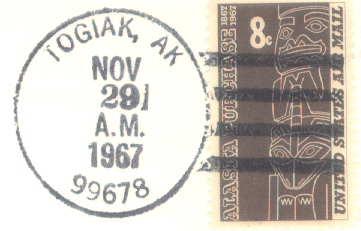 TOGIAK, AK
NOV
29
A.M.
1967
99678
8c
ALASKA PURCHASE 1867 1967
UNITED STATES AIR MAIL